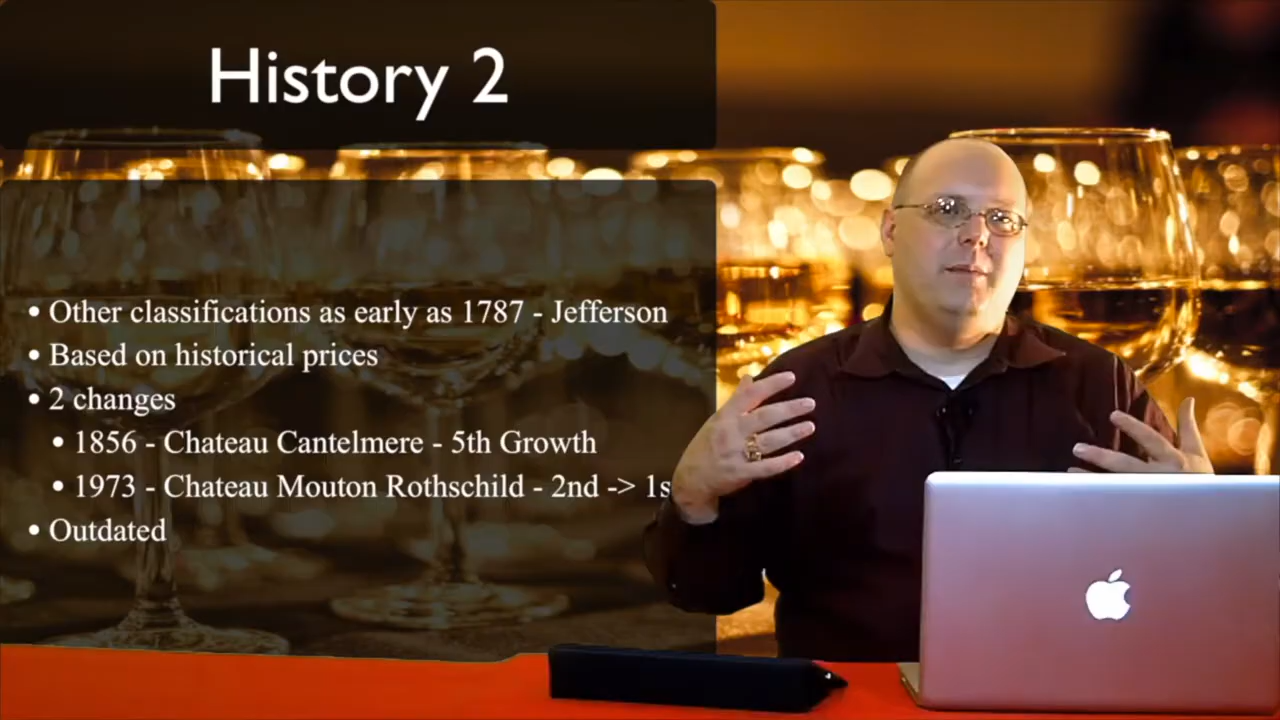 History 2
• Other classifications as early as 1787 - Jefferson
• Based on historical prices
• 2 changes
• 1856 - Chateau Cantelmere - 5th Growth
• 1973 - Chateau Mouton Rothschild - 2nd -> 1s
• Outdated